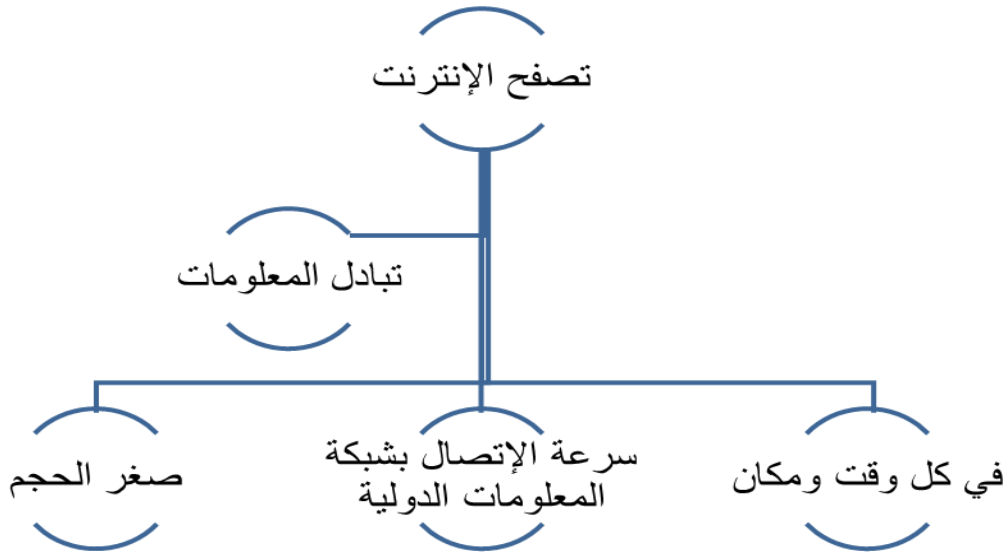 تصفح الإنترنت
تبادل المعلومات
في كل وقت ومكان
سرعة الإتصال بشبكة
المعلومات الدولية
صغر الحجم